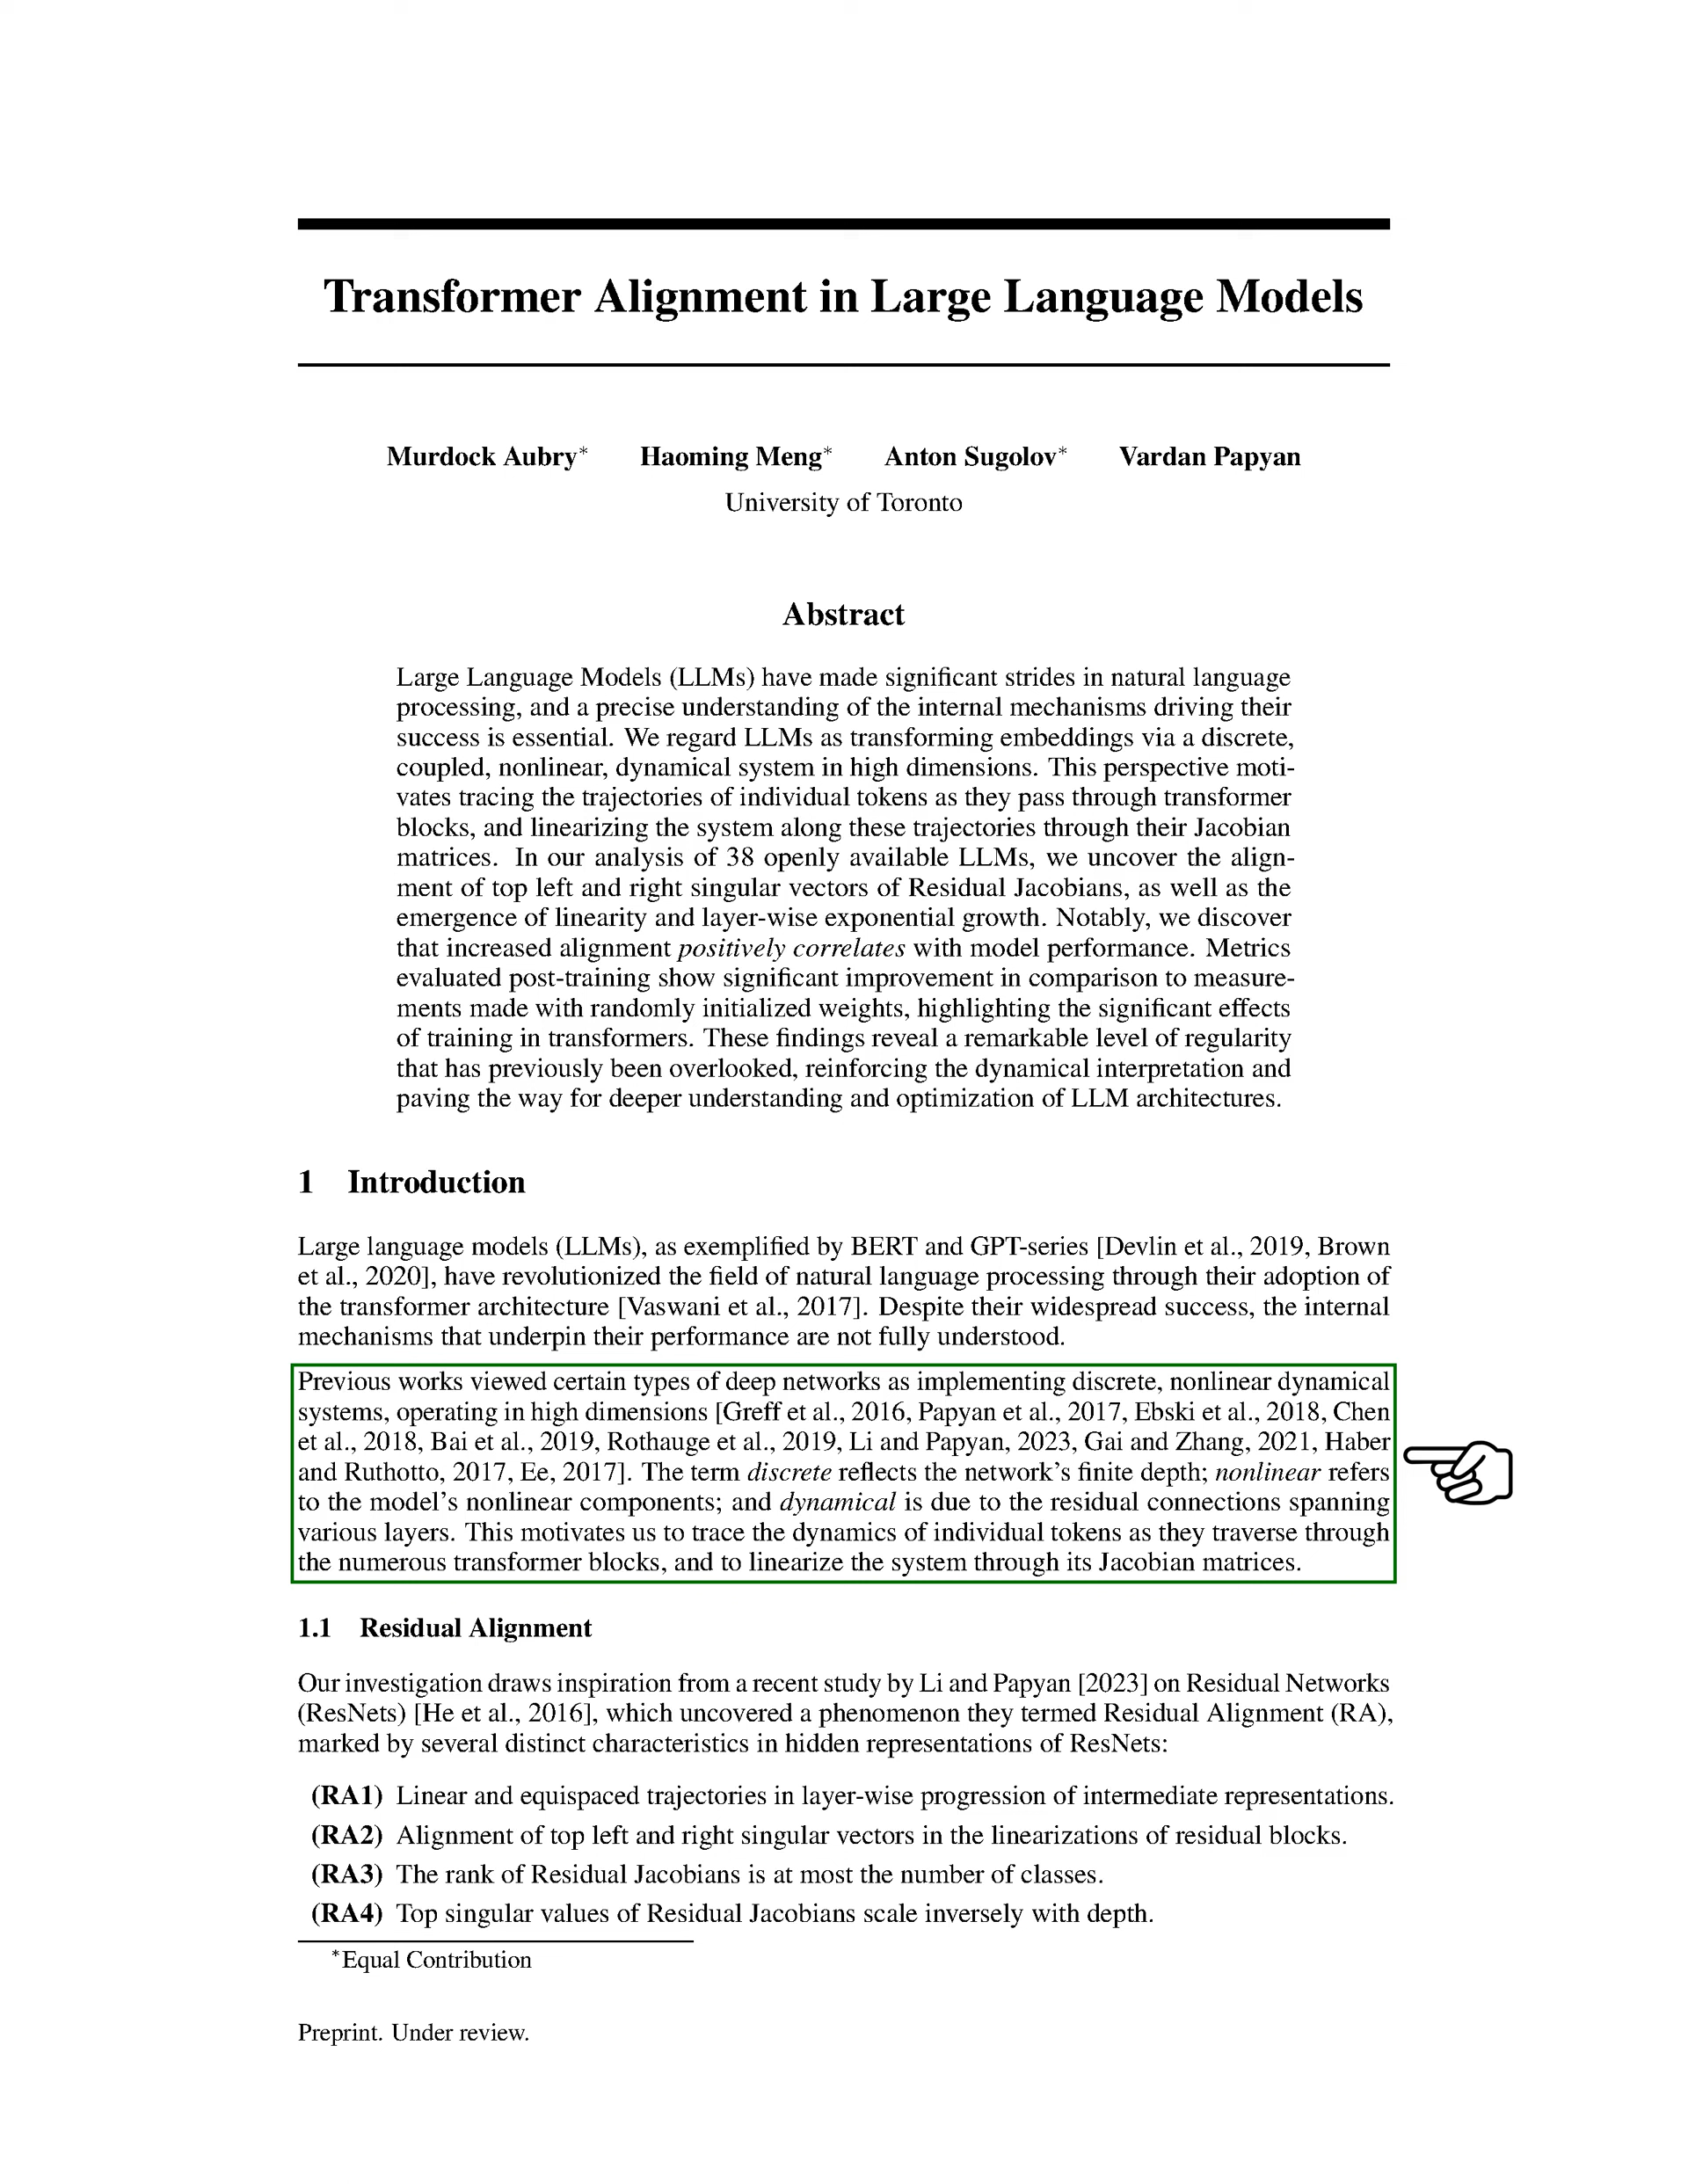 Transformer Alignment in Large Language Models
Murdock Aubry* Haoming Meng* Anton Sugolov* Vardan Papyan
University of Toronto
Abstract
Large Language Models (LLMs) have made significant strides in natural language
processing, and a precise understanding of the internal mechanisms driving their
success is essential. We regard LLMs as transforming embeddings via a discrete,
coupled, nonlinear, dynamical system in high dimensions. This perspective moti-
vates tracing the trajectories of individual tokens as they pass through transformer
blocks, and linearizing the system along these trajectories through their Jacobian
matrices. In our analysis of 38 openly available LLMs, we uncover the align-
ment of top left and right singular vectors of Residual Jacobians, as well as the
emergence of linearity and layer-wise exponential growth. Notably, we discover
that increased alignment positively correlates with model performance. Metrics
evaluated post-training show significant improvement in comparison to measure-
ments made with randomly initialized weights, highlighting the significant effects
of training in transformers. These findings reveal a remarkable level of regularity
that has previously been overlooked, reinforcing the dynamical interpretation and
paving the way for deeper understanding and optimization of LLM architectures.
1 Introduction
Large language models (LLMs), as exemplified by BERT and GPT-series [Devlin et al., 2019, Brown
et al., 2020], have revolutionized the field of natural language processing through their adoption of
the transformer architecture [Vaswani et al., 2017]. Despite their widespread success, the internal
mechanisms that underpin their performance are not fully understood.
Previous works viewed certain types of deep networks as implementing discrete, nonlinear dynamical
systems, operating in high dimensions [Greff et al., 2016, Papyan et al., 2017, Ebski et al., 2018, Chen
et al., 2018, Bai et al., 2019, Rothauge et al., 2019, Li and Papyan, 2023, Gai and Zhang, 2021, Haber
and Ruthotto, 2017, Ee, 2017]. The term discrete reflects the network's finite depth; nonlinear refers
to the model's nonlinear components; and dynamical is due to the residual connections spanning
various layers. This motivates us to trace the dynamics of individual tokens as they traverse through
the numerous transformer blocks, and to linearize the system through its Jacobian matrices.
1.1 Residual Alignment
Our investigation draws inspiration from a recent study by Li and Papyan [2023] on Residual Networks
(ResNets) [He et al., 2016], which uncovered a phenomenon they termed Residual Alignment (RA),
marked by several distinct characteristics in hidden representations of ResNets:
(RA1) Linear and equispaced trajectories in layer-wise progression of intermediate representations.
(RA2) Alignment of top left and right singular vectors in the linearizations of residual blocks.
(RA3) The rank of Residual Jacobians is at most the number of classes.
(RA4) Top singular values of Residual Jacobians scale inversely with depth.
*Equal Contribution
Preprint. Under review.